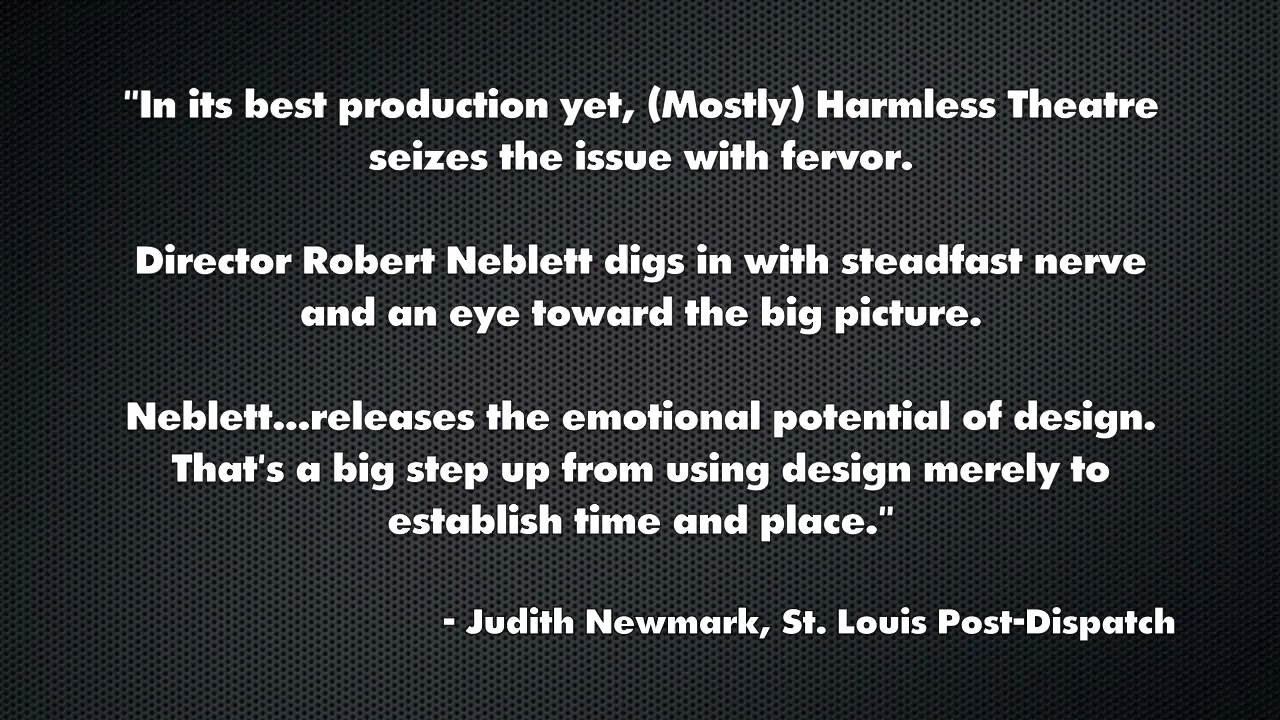 "In its best production yet, (Mostly) Harmless Theatre
seizes the issue with fervor.
Director Robert Neblett digs in with steadfast nerve
and an eye toward the big picture.
Neblett...releases the emotional potential of design.
That's a big step up from using design merely to
establish time and place."
- Judith Newmark, St. Louis Post-Dispatch